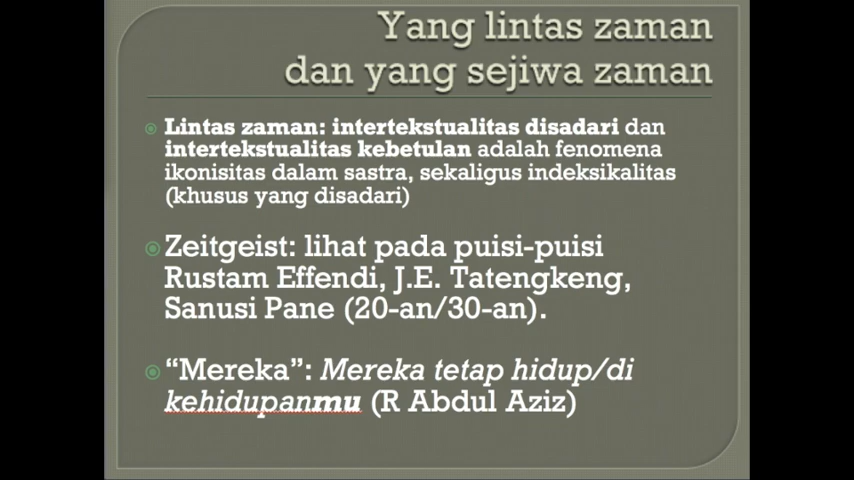 Yang lintas zaman
dan yang sejiwa zaman
Lintas zaman: intertekstualitas disadari dan
intertekstualitas kebetulan adalah fenomena
ikonisitas dalam sastra, sekaligus indeksikalitas
(khusus yang disadari)
Zeitgeist: lihat pada puisi-puisi
Rustam Effendi, J.E. Tatengkeng,
Sanusi Pane (20-an/30-an).
“Mereka”: Mereka tetap hidup/di
kehidupanmu (R Abdul Aziz)